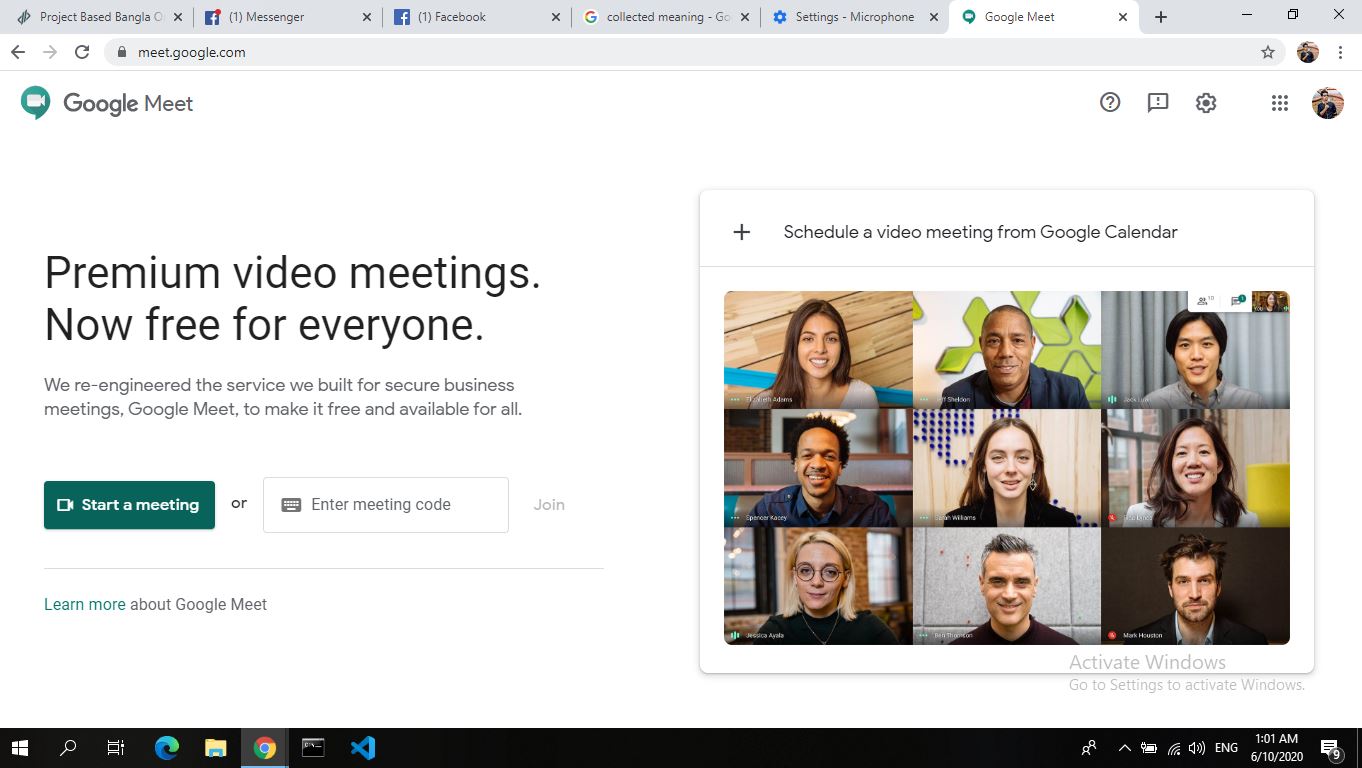 Project Based Bangla O
(1) Messenger
(1) Facebook
collected meaning - Go
Settings - Microphone
Google Meet
meet.google.com
Google Meet
Premium video meetings.
Now free for everyone.
We re-engineered the service we built for secure business
meetings, Google Meet, to make it free and available for all.
Start a meeting
or
Enter meeting code
Join
Learn more about Google Meet
Schedule a video meeting from Google Calendar
10
You
Elizabeth Adams
Jeff Sheldon
Jack
Spencer Kacey
Sarah Williams
Jessica Ayala
Ben Thomson
Mark Houston
Activate Windows
Go to Settings to activate Windows.
ENG
1:01 AM
6/10/2020
9